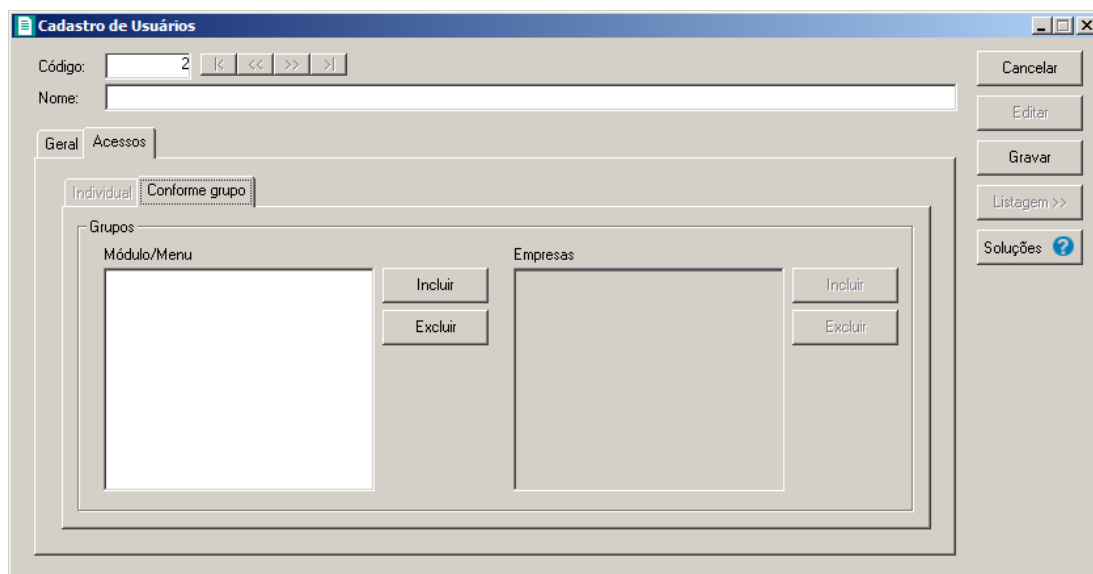 Cadastro de Usuários
Código: 2 |< << >> >|
Nome:
Cancelar
Editar
Gravar
Listagem >>
Soluções ?
Geral Acessos
Individual Conforme grupo
Grupos
Módulo/Menu
Incluir
Excluir
Empresas
Incluir
Excluir